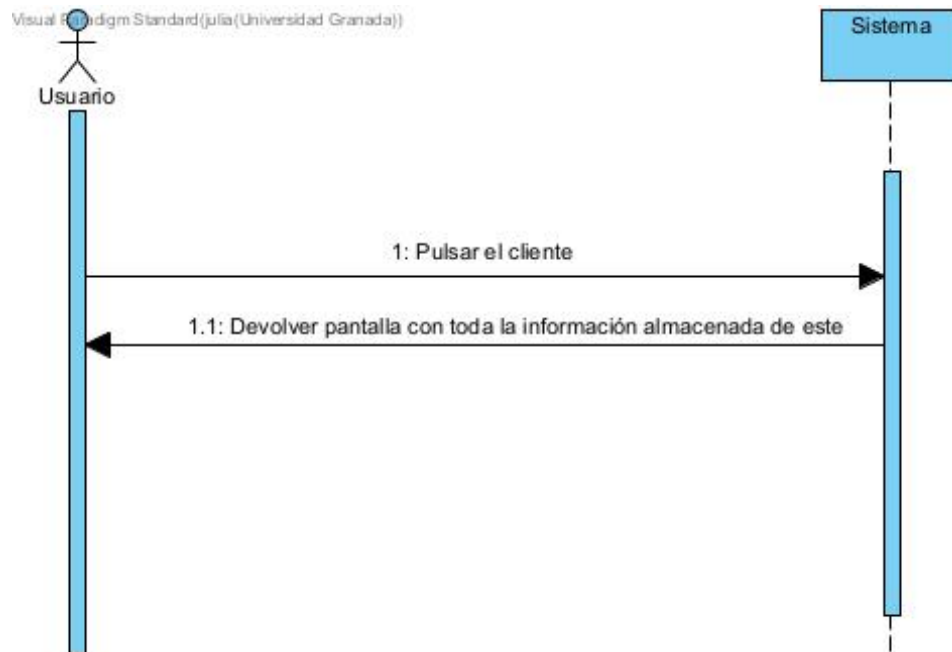 Visual Paradigm Standard(julia(Universidad Granada))
Usuario
Sistema
1: Pulsar el cliente
1.1: Devolver pantalla con toda la información almacenada de este